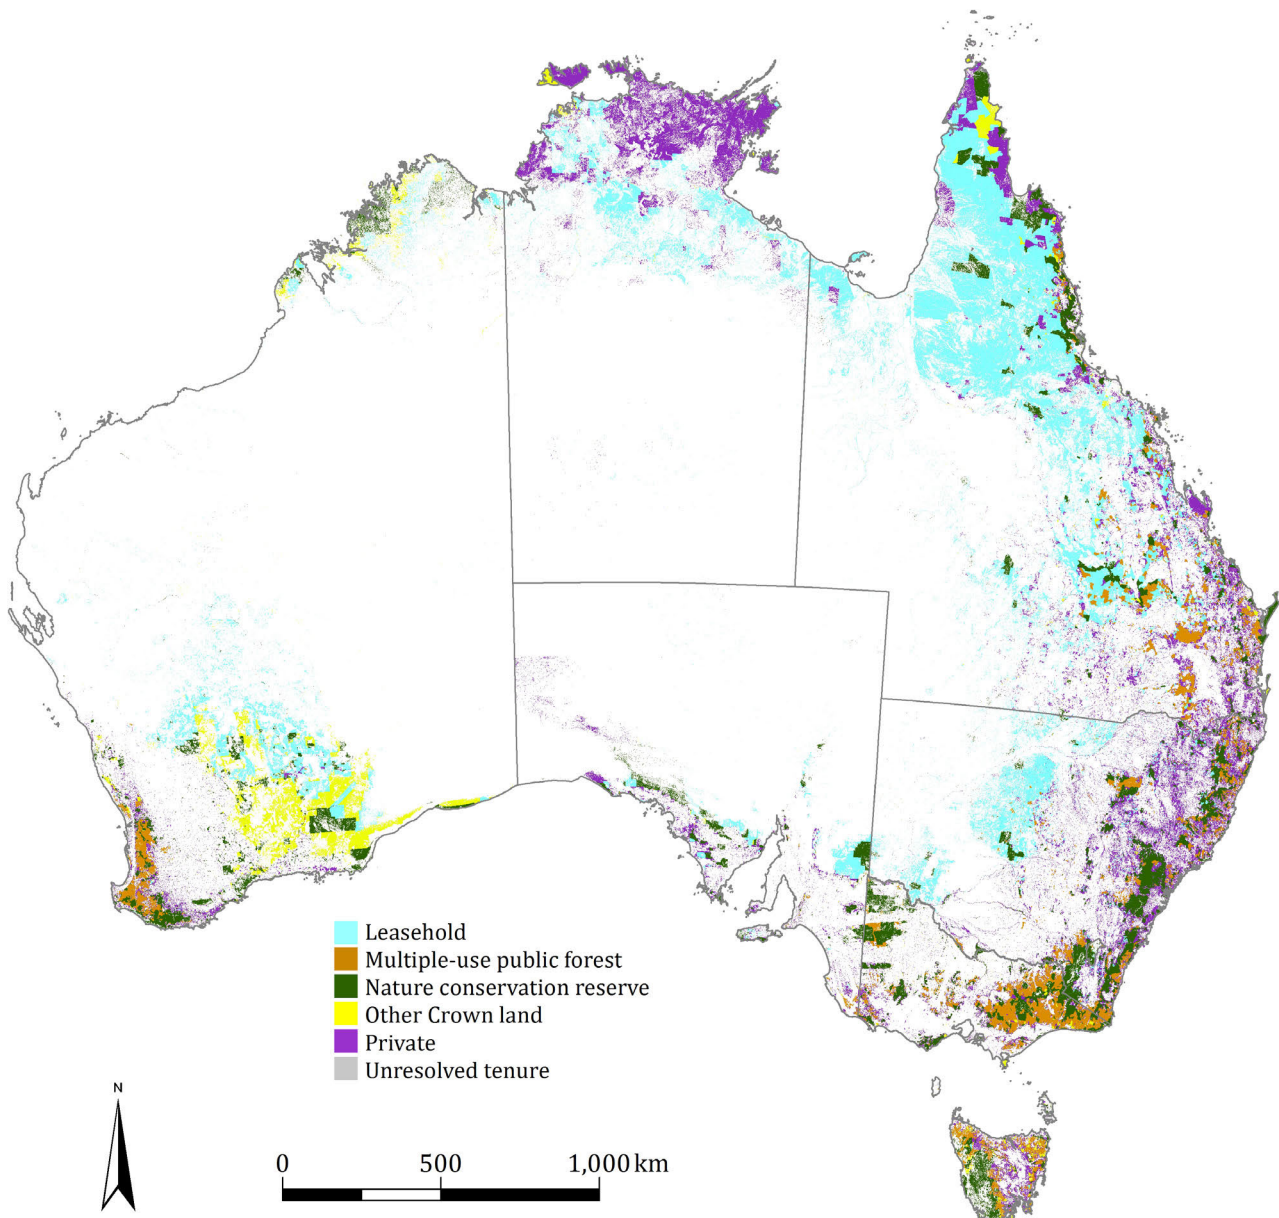 Leasehold
Multiple-use public forest
Nature conservation reserve
Other Crown land
Private
Unresolved tenure
N
0 500 1,000 km